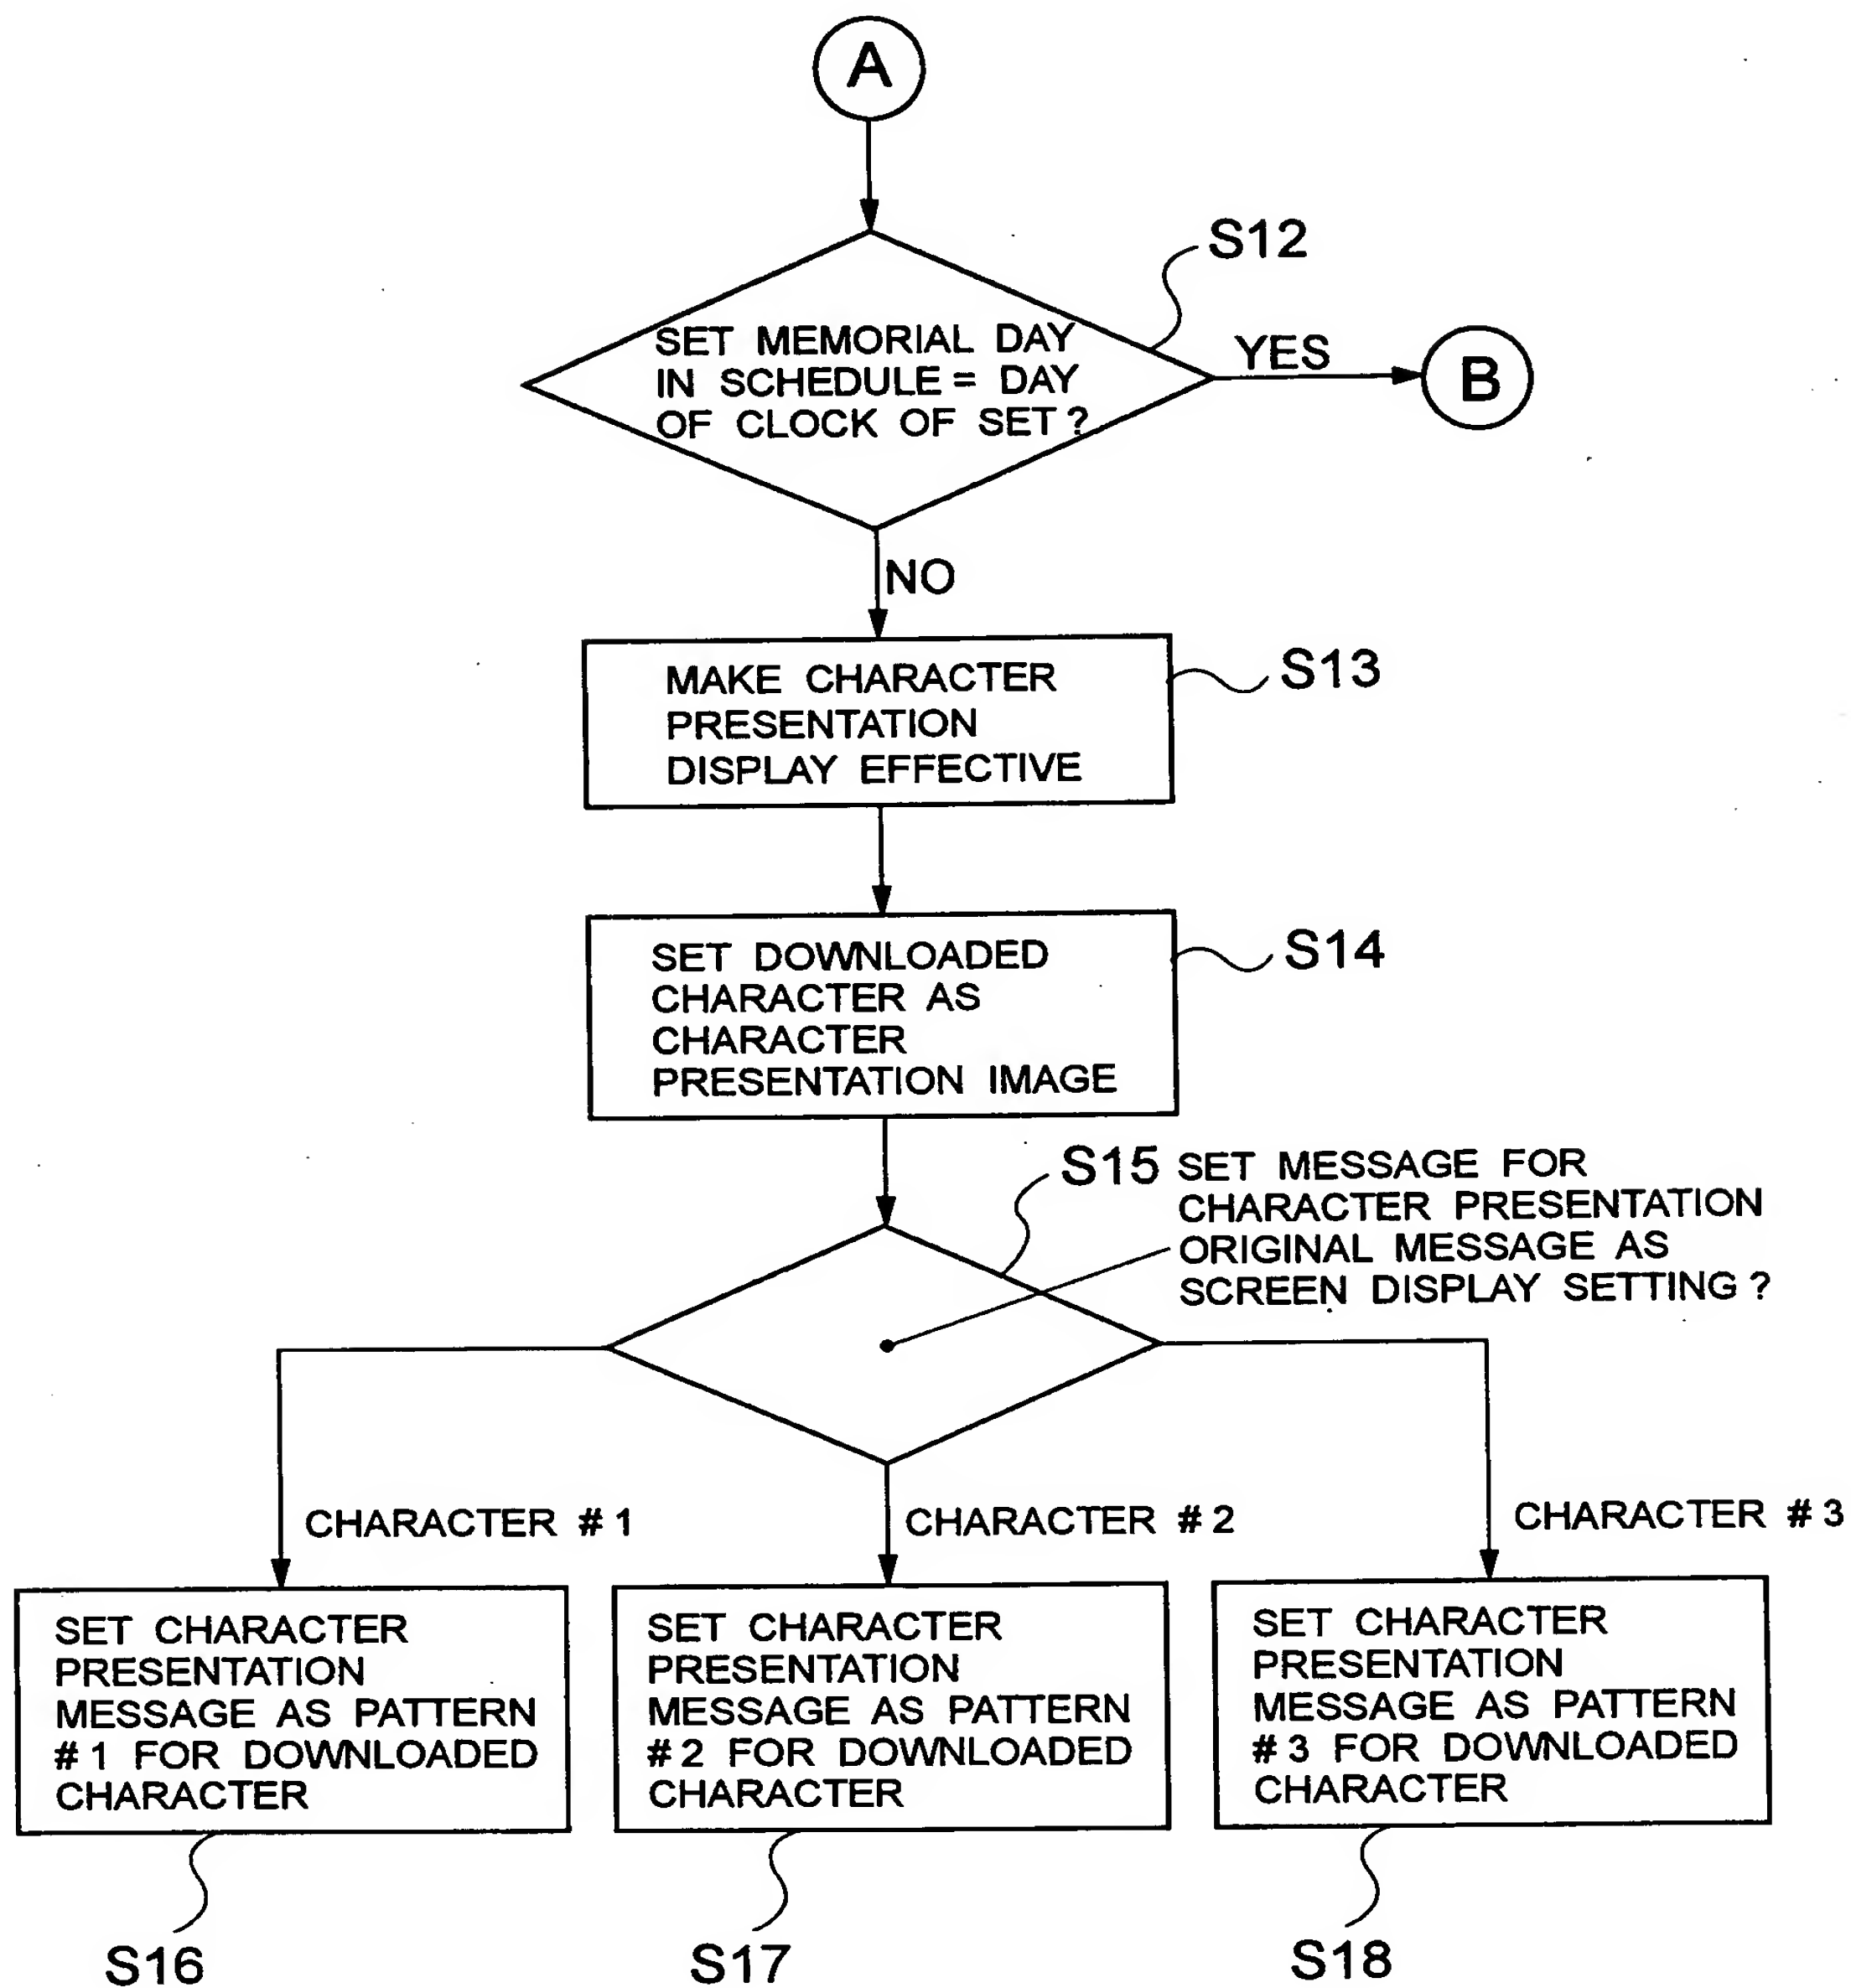 A
S12
SET MEMORIAL DAY
IN SCHEDULE = DAY
OF CLOCK OF SET ?
YES
B
NO
MAKE CHARACTER
PRESENTATION
DISPLAY EFFECTIVE
S13
SET DOWNLOADED
CHARACTER AS
CHARACTER
PRESENTATION IMAGE
S14
S15
SET MESSAGE FOR
CHARACTER PRESENTATION
ORIGINAL MESSAGE AS
SCREEN DISPLAY SETTING ?
CHARACTER # 1
CHARACTER # 2
CHARACTER # 3
SET CHARACTER
PRESENTATION
MESSAGE AS PATTERN
# 1 FOR DOWNLOADED
CHARACTER
SET CHARACTER
PRESENTATION
MESSAGE AS PATTERN
# 2 FOR DOWNLOADED
CHARACTER
SET CHARACTER
PRESENTATION
MESSAGE AS PATTERN
# 3 FOR DOWNLOADED
CHARACTER
S16
S17
S18